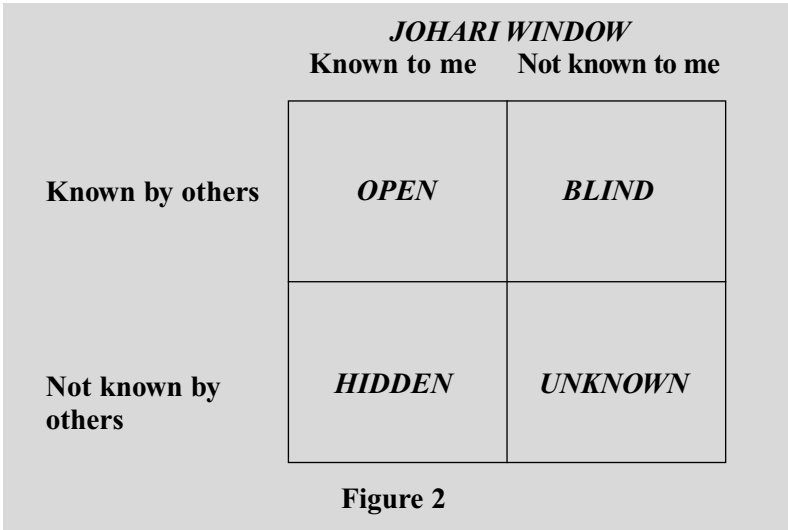 JOHARI WINDOW
Known to me Not known to me
Known by others OPEN BLIND
Not known by
others HIDDEN UNKNOWN
Figure 2